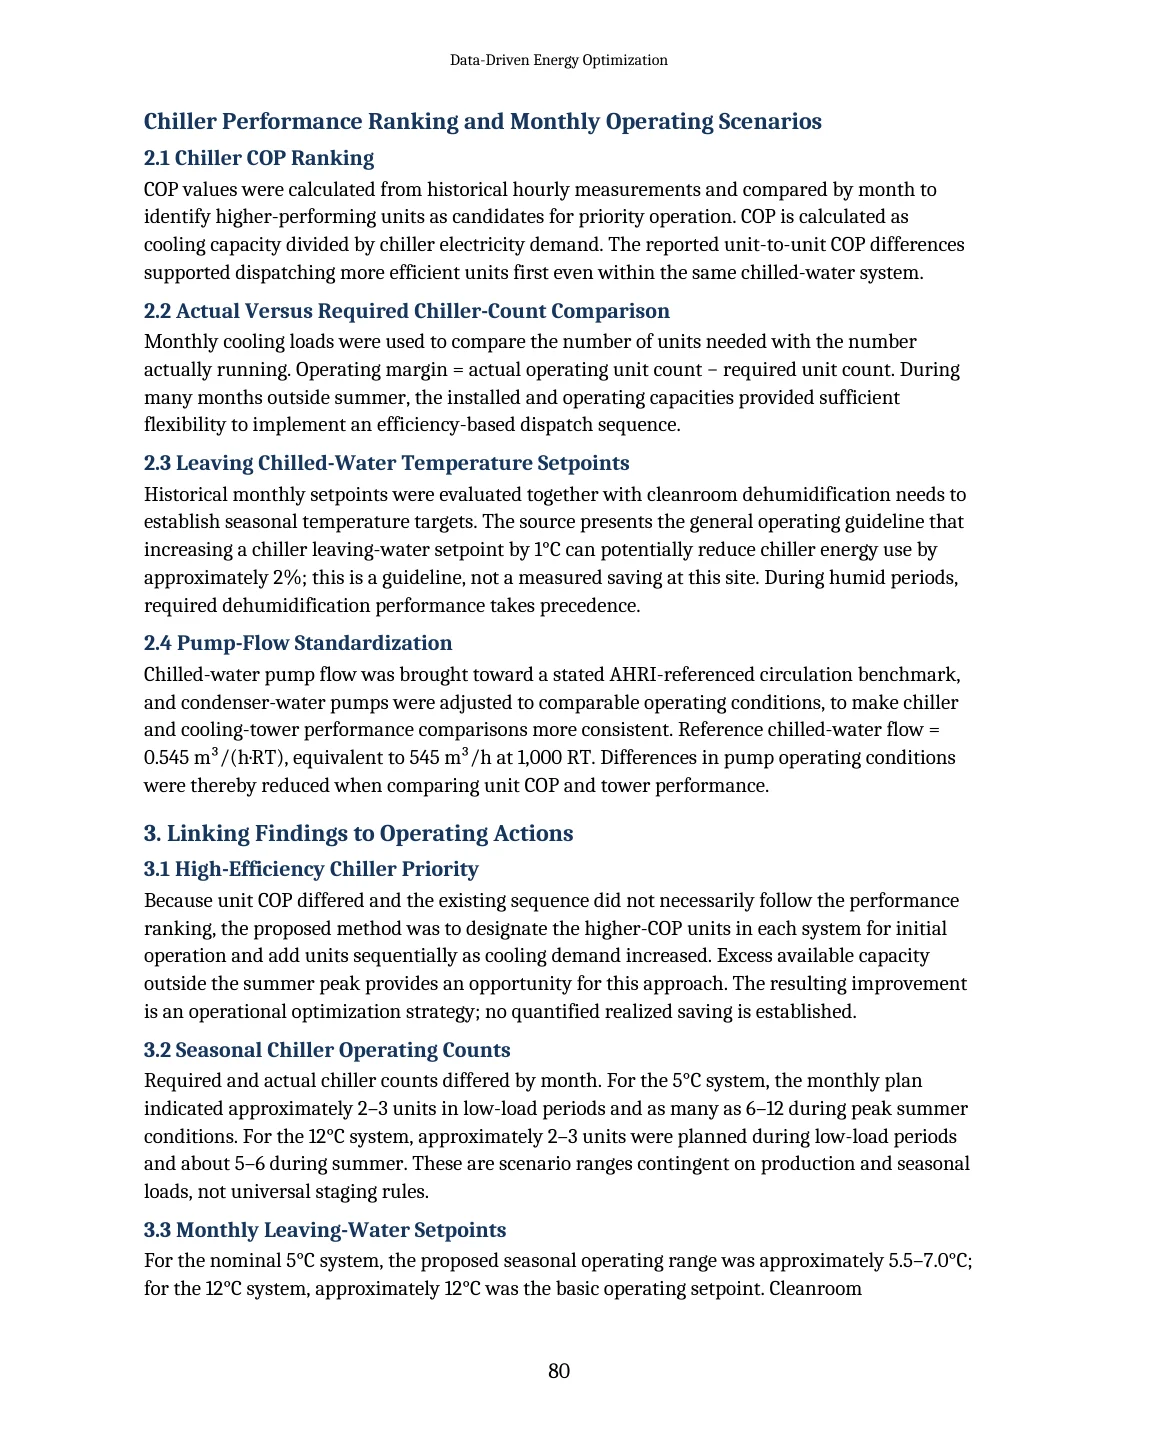 Data-Driven Energy Optimization
Chiller Performance Ranking and Monthly Operating Scenarios
2.1 Chiller COP Ranking
COP values were calculated from historical hourly measurements and compared by month to
identify higher-performing units as candidates for priority operation. COP is calculated as
cooling capacity divided by chiller electricity demand. The reported unit-to-unit COP differences
supported dispatching more efficient units first even within the same chilled-water system.
2.2 Actual Versus Required Chiller-Count Comparison
Monthly cooling loads were used to compare the number of units needed with the number
actually running. Operating margin = actual operating unit count − required unit count. During
many months outside summer, the installed and operating capacities provided sufficient
flexibility to implement an efficiency-based dispatch sequence.
2.3 Leaving Chilled-Water Temperature Setpoints
Historical monthly setpoints were evaluated together with cleanroom dehumidification needs to
establish seasonal temperature targets. The source presents the general operating guideline that
increasing a chiller leaving-water setpoint by 1°C can potentially reduce chiller energy use by
approximately 2%; this is a guideline, not a measured saving at this site. During humid periods,
required dehumidification performance takes precedence.
2.4 Pump-Flow Standardization
Chilled-water pump flow was brought toward a stated AHRI-referenced circulation benchmark,
and condenser-water pumps were adjusted to comparable operating conditions, to make chiller
and cooling-tower performance comparisons more consistent. Reference chilled-water flow =
0.545 m³/(h·RT), equivalent to 545 m³/h at 1,000 RT. Differences in pump operating conditions
were thereby reduced when comparing unit COP and tower performance.
3. Linking Findings to Operating Actions
3.1 High-Efficiency Chiller Priority
Because unit COP differed and the existing sequence did not necessarily follow the performance
ranking, the proposed method was to designate the higher-COP units in each system for initial
operation and add units sequentially as cooling demand increased. Excess available capacity
outside the summer peak provides an opportunity for this approach. The resulting improvement
is an operational optimization strategy; no quantified realized saving is established.
3.2 Seasonal Chiller Operating Counts
Required and actual chiller counts differed by month. For the 5°C system, the monthly plan
indicated approximately 2–3 units in low-load periods and as many as 6–12 during peak summer
conditions. For the 12°C system, approximately 2–3 units were planned during low-load periods
and about 5–6 during summer. These are scenario ranges contingent on production and seasonal
loads, not universal staging rules.
3.3 Monthly Leaving-Water Setpoints
For the nominal 5°C system, the proposed seasonal operating range was approximately 5.5–7.0°C;
for the 12°C system, approximately 12°C was the basic operating setpoint. Cleanroom
80